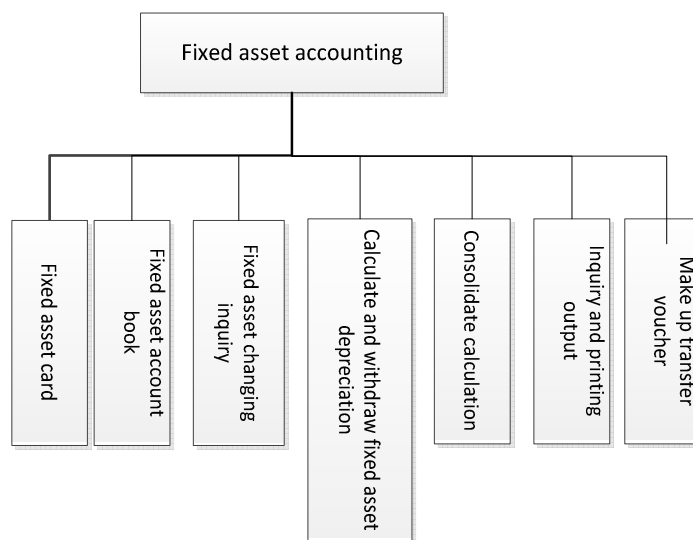 Fixed asset accounting
Fixed asset card
Fixed asset account
book
Fixed asset changing
inquiry
Calculate and withdraw fixed asset
depreciation
Consolidate calculation
Inquiry and printing
output
Make up transfer
voucher